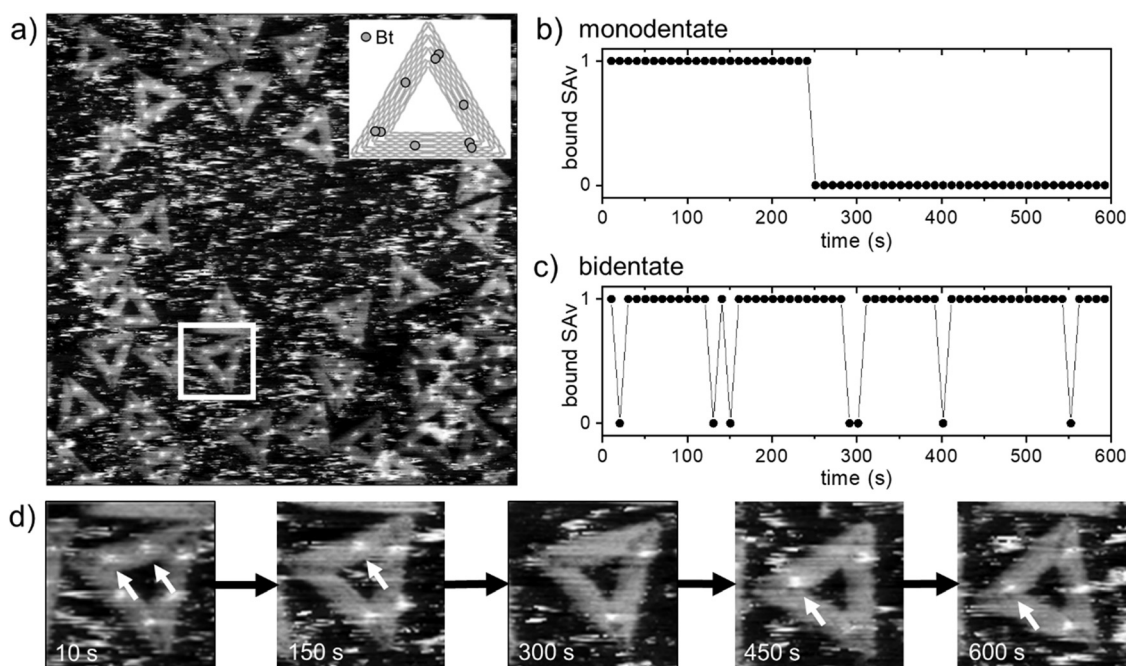 a)
Bt
b) monodentate
bound SAv
1
0
0 100 200 300 400 500 600
time (s)
c) bidentate
bound SAv
1
0
0 100 200 300 400 500 600
time (s)
d)
10 s
150 s
300 s
450 s
600 s